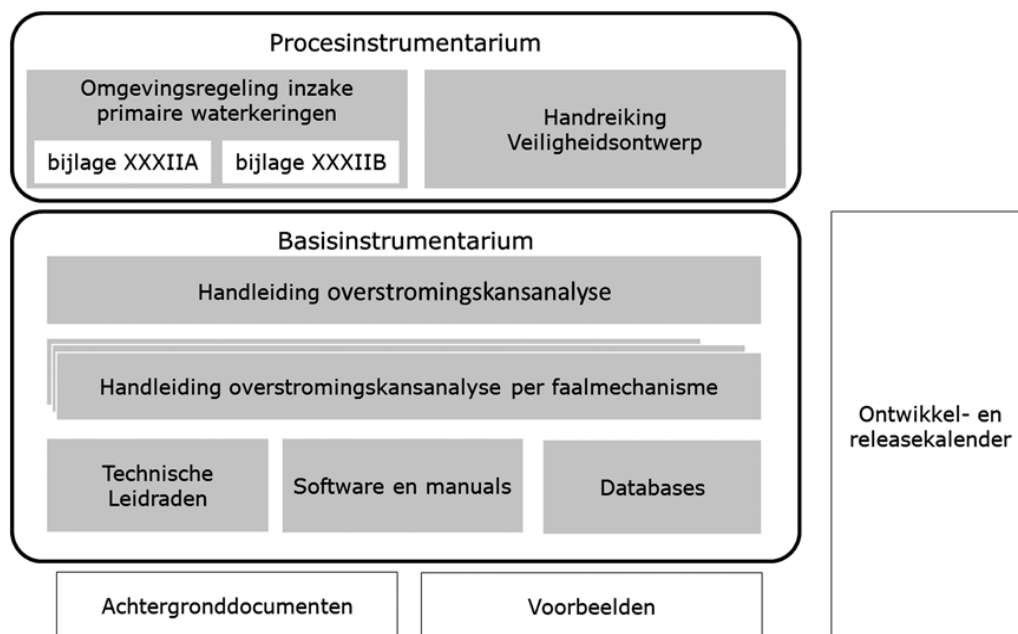 Procesinstrumentarium
Omgevingsregeling inzake
primaire waterkeringen
bijlage XXXIIA
bijlage XXXIIB
Handreiking
Veiligheidsontwerp
Basisinstrumentarium
Handleiding overstromingskansanalyse
Handleiding overstromingskansanalyse per faalmechanisme
Technische
Leidraden
Software en manuals
Databases
Ontwikkel- en
releasekalender
Achtergronddocumenten
Voorbeelden